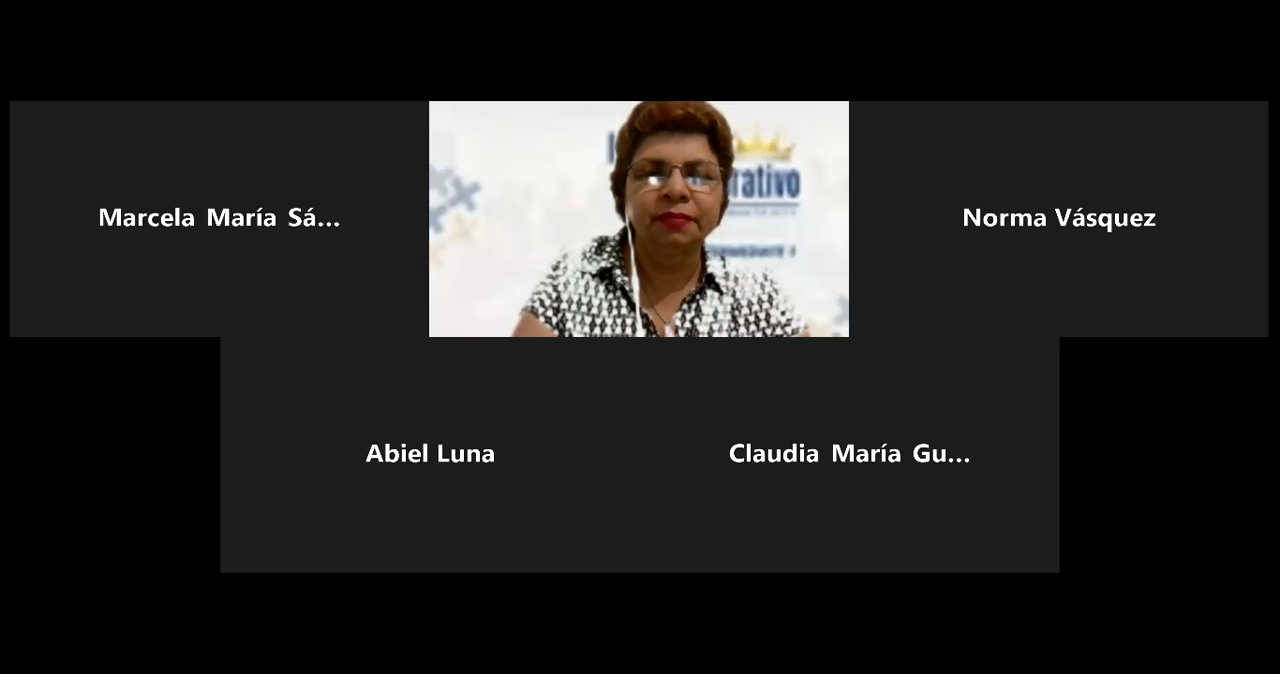 Marcela María Sá...
rativo
Norma Vásquez
Abiel Luna
Claudia María Gu...